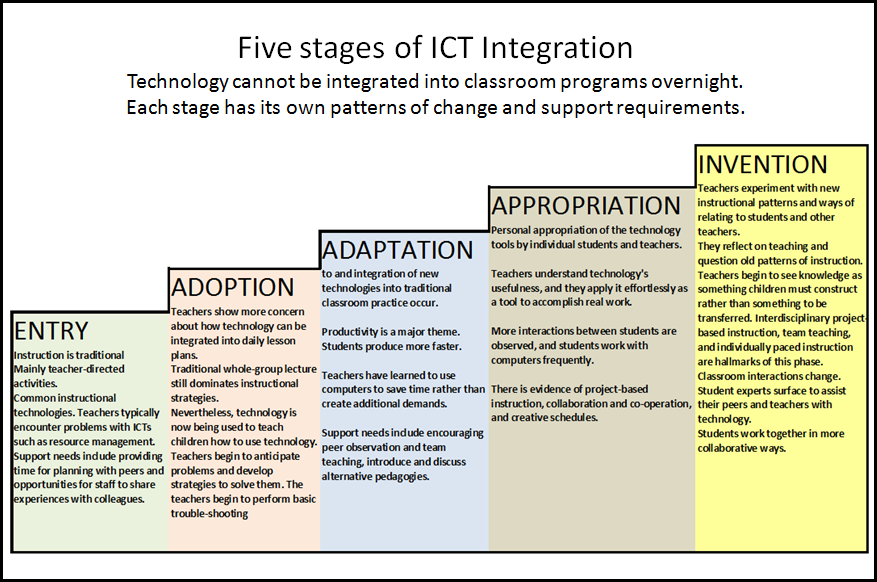 Five stages of ICT Integration
Technology cannot be integrated into classroom programs overnight.
Each stage has its own patterns of change and support requirements.
ENTRY
Instruction is traditional
Mainly teacher-directed
activities.
Common instructional
technologies. Teachers typically
encounter problems with ICTs
such as resource management.
Support needs include providing
time for planning with peers and
opportunities for staff to share
experiences with colleagues.
ADOPTION
Teachers show more concern
about how technology can be
integrated into daily lesson
plans.
Traditional whole-group lecture
still dominates instructional
strategies.
Nevertheless, technology is
now being used to teach
children how to use technology.
Teachers begin to anticipate
problems and develop
strategies to solve them. The
teachers begin to perform basic
trouble-shooting
ADAPTATION
to and integration of new
technologies into traditional
classroom practice occur.
Productivity is a major theme.
Students produce more faster.
Teachers have learned to use
computers to save time rather than
create additional demands.
Support needs include encouraging
peer observation and team
teaching, introduce and discuss
alternative pedagogies.
APPROPRIATION
Personal appropriation of the technology
tools by individual students and teachers.
Teachers understand technology's
usefulness, and they apply it effortlessly as
a tool to accomplish real work.
More interactions between students are
observed, and students work with
computers frequently.
There is evidence of project-based
instruction, collaboration and co-operation,
and creative schedules.
INVENTION
Teachers experiment with new
instructional patterns and ways of
relating to students and other
teachers.
They reflect on teaching and
question old patterns of instruction.
Teachers begin to see knowledge as
something children must construct
rather than something to be
transferred. Interdisciplinary project-
based instruction, team teaching,
and individually paced instruction
are hallmarks of this phase.
Classroom interactions change.
Student experts surface to assist
their peers and teachers with
technology.
Students work together in more
collaborative ways.